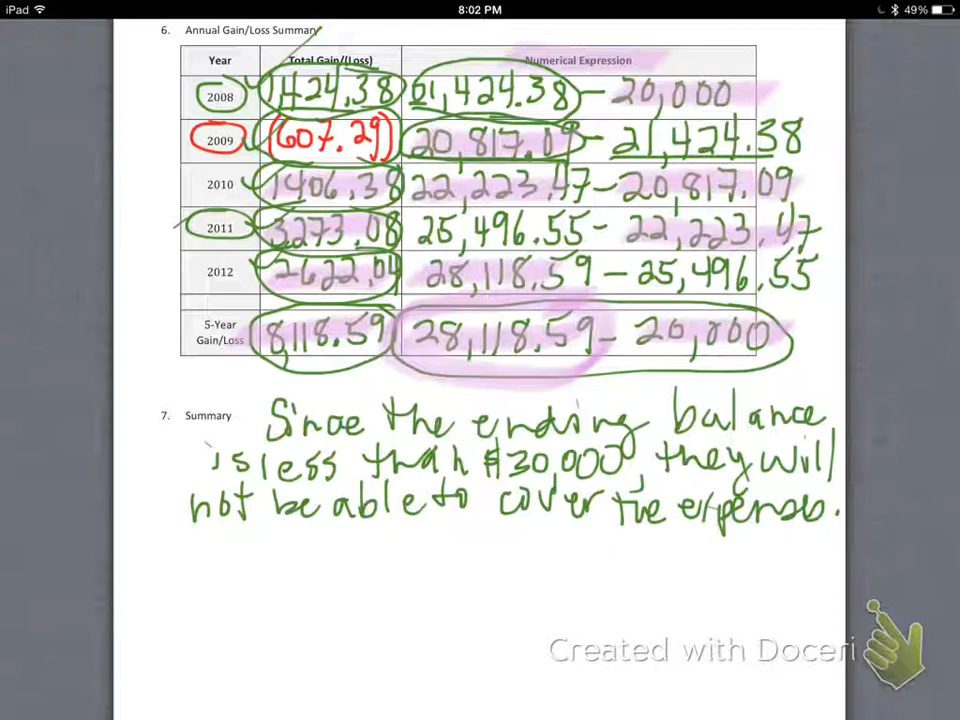 iPad 8:02 PM 49%
6. Annual Gain/Loss Summary
Year Total Gain/(Loss) Numerical Expression
2008 1424.38 21,424.38 - 20,000
2009 (607.29) 20,817.09 - 21,424.38
2010 1406.38 22,223.47 - 20,817.09
2011 3273.08 25,496.55 - 22,223.47
2012 2622.04 28,118.59 - 25,496.55
5-Year
Gain/Loss 8118.59 28,118.59 - 20,000
7. Summary Since the ending balance
is less than $30,000, they will
not be able to cover the expenses.
Created with Doceri